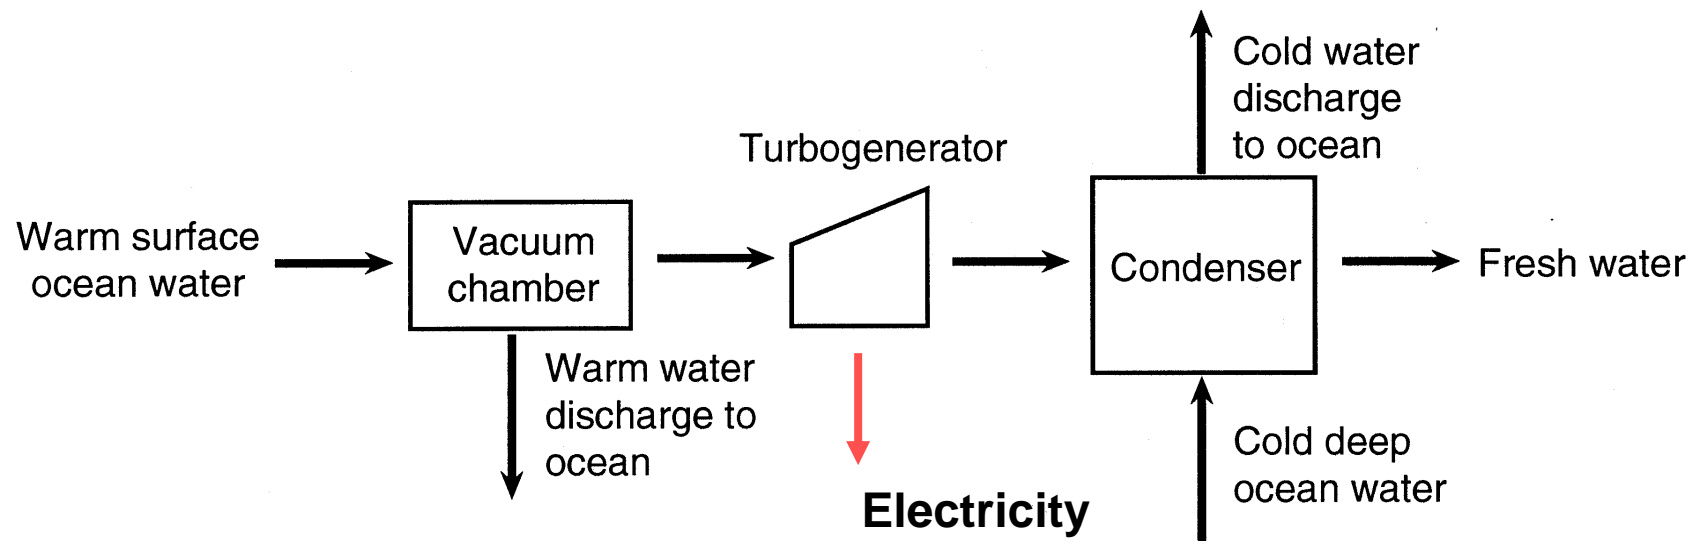 Warm surface
ocean water
Vacuum
chamber
Warm water
discharge to
ocean
Turbogenerator
Electricity
Condenser
Cold water
discharge
to ocean
Cold deep
ocean water
Fresh water